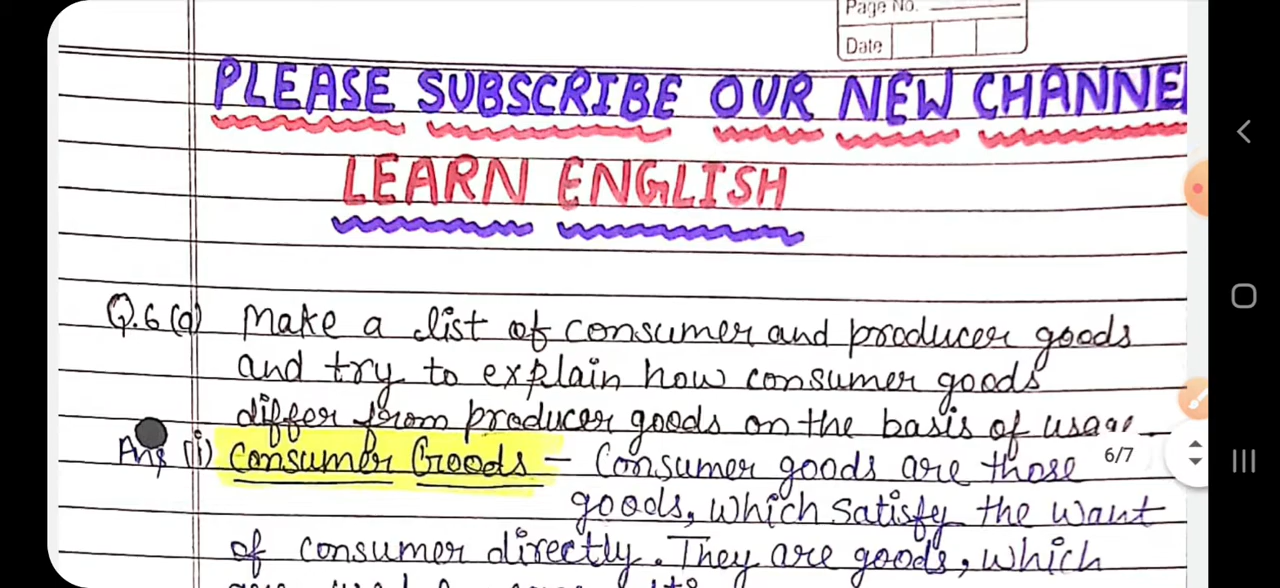 Page No.
Date
PLEASE SUBSCRIBE OUR NEW CHANNE
LEARN ENGLISH
Q.6(a) Make a list of consumer and producer goods
and try to explain how consumer goods
differ from producer goods on the basis of usage
Ans (i) Consumer Goods - Consumer goods are those
6/7
goods, which satisfy the want
of consumer directly. They are goods, which